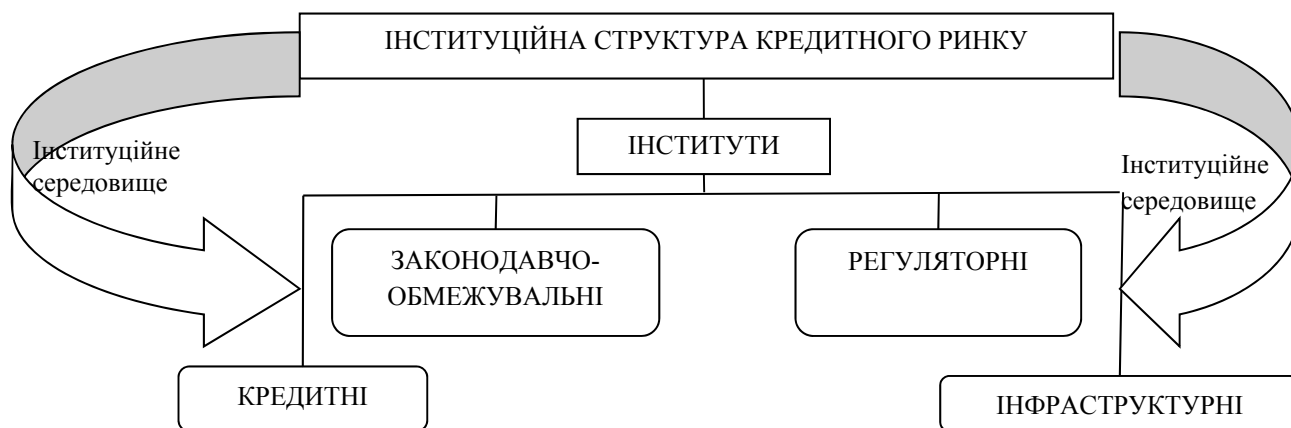 ІНСТИТУЦІЙНА СТРУКТУРА КРЕДИТНОГО РИНКУ
ІНСТИТУТИ
Інституційне
середовище
Інституційне
середовище
ЗАКОНОДАВЧО-
ОБМЕЖУВАЛЬНІ
РЕГУЛЯТОРНІ
КРЕДИТНІ
ІНФРАСТРУКТУРНІ